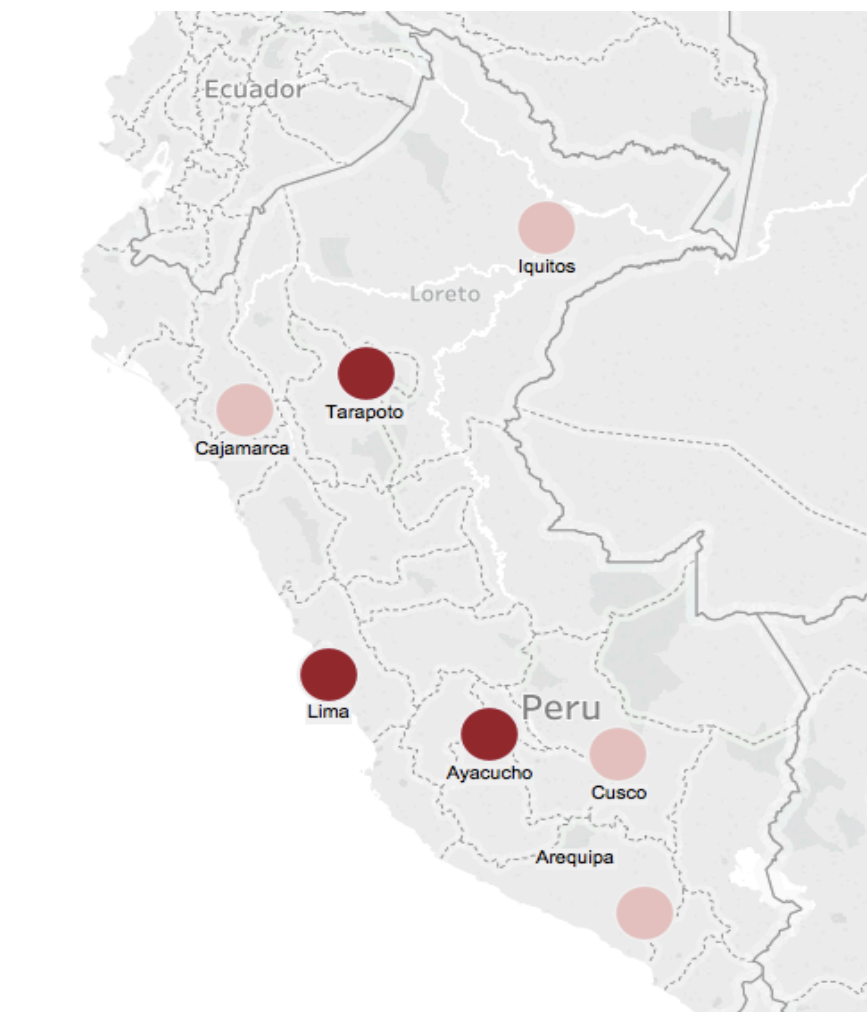 Ecuador
Iquitos
Loreto
Tarapoto
Cajamarca
Lima
Peru
Ayacucho
Cusco
Arequipa